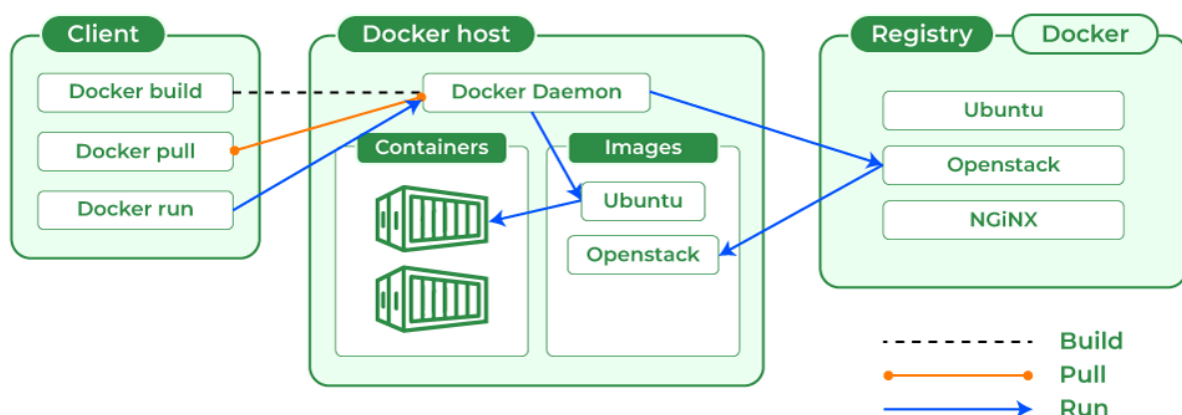 Client
Docker build
Docker pull
Docker run
Docker host
Docker Daemon
Containers
Images
Ubuntu
Openstack
Registry
Docker
Ubuntu
Openstack
NGiNX
Build
Pull
Run